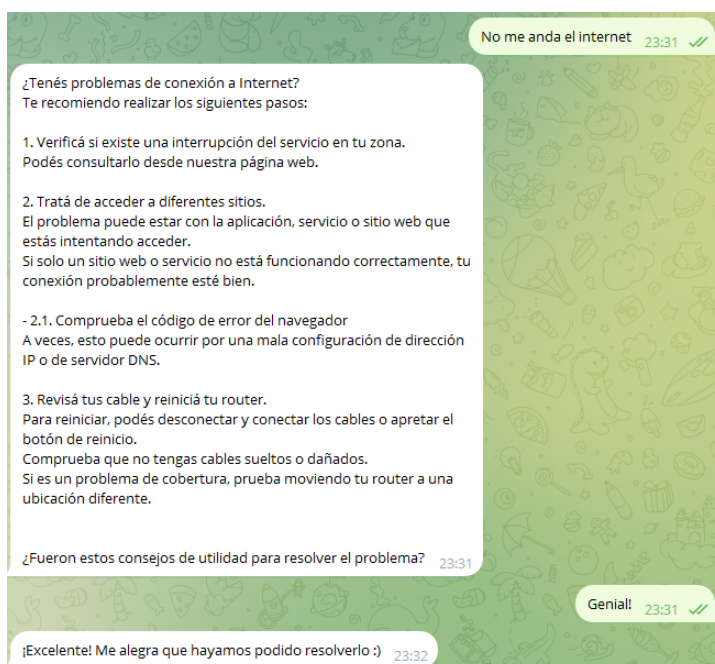 No me anda el internet 23:31
¿Tenés problemas de conexión a Internet?
Te recomiendo realizar los siguientes pasos:
1. Verificá si existe una interrupción del servicio en tu zona.
Podés consultarlo desde nuestra página web.
2. Tratá de acceder a diferentes sitios.
El problema puede estar con la aplicación, servicio o sitio web que
estás intentando acceder.
Si solo un sitio web o servicio no está funcionando correctamente, tu
conexión probablemente esté bien.
- 2.1. Comprueba el código de error del navegador
A veces, esto puede ocurrir por una mala configuración de dirección
IP o de servidor DNS.
3. Revisá tus cable y reiniciá tu router.
Para reiniciar, podés desconectar y conectar los cables o apretar el
botón de reinicio.
Comprueba que no tengas cables sueltos o dañados.
Si es un problema de cobertura, prueba moviendo tu router a una
ubicación diferente.
¿Fueron estos consejos de utilidad para resolver el problema? 23:31
Genial! 23:31
¡Excelente! Me alegra que hayamos podido resolverlo :) 23:32